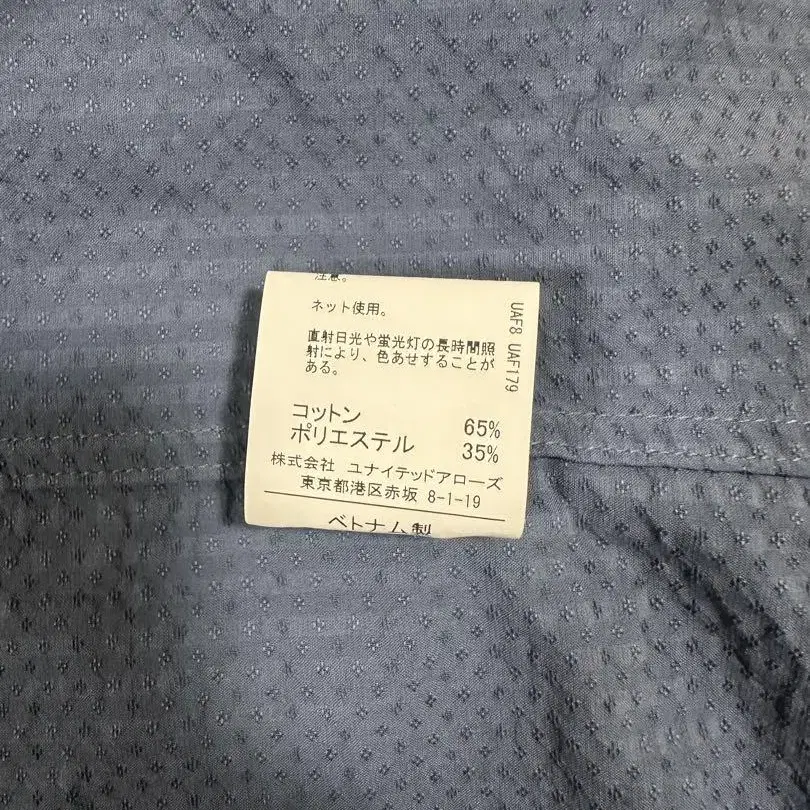 注意。
ネット使用。
直射日光や蛍光灯の長時間照
射により、色あせすることが
ある。
コットン 65%
ポリエステル 35%
株式会社 ユナイテッドアローズ
東京都港区赤坂 8-1-19
ベトナム製
UAF8 UAF179